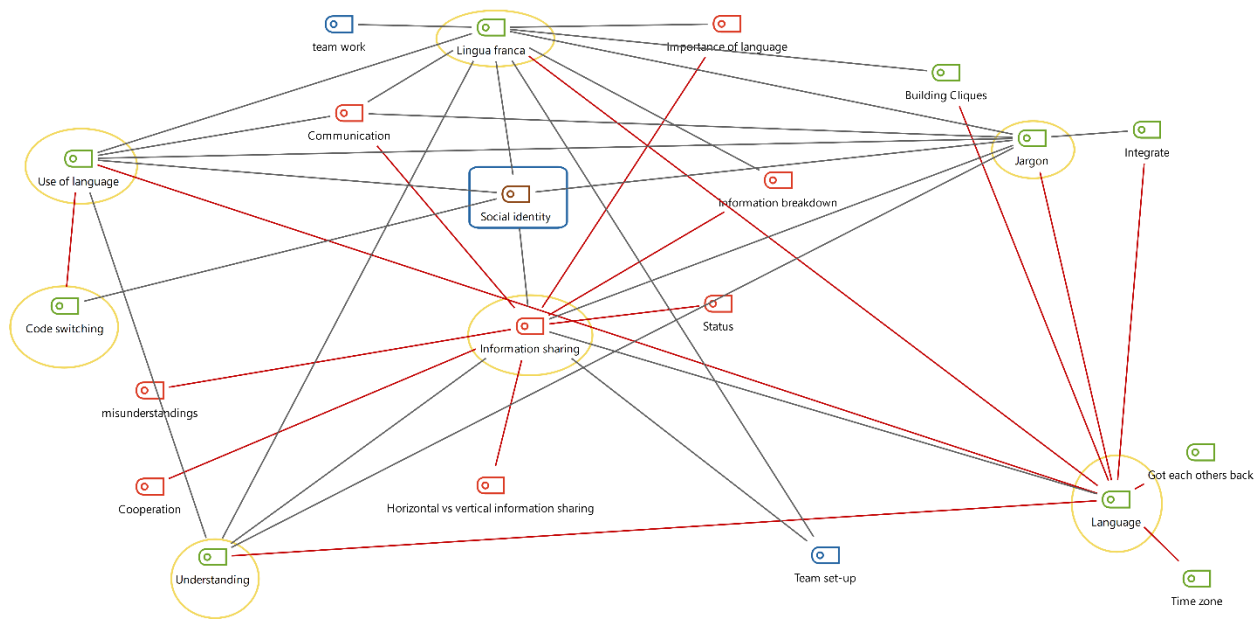 team work
Lingua franca
Importance of language
Building Cliques
Communication
Jargon
Integrate
Use of language
Information breakdown
Social identity
Code switching
Status
Information sharing
misunderstandings
Got each others back
Cooperation
Horizontal vs vertical information sharing
Language
Understanding
Team set-up
Time zone